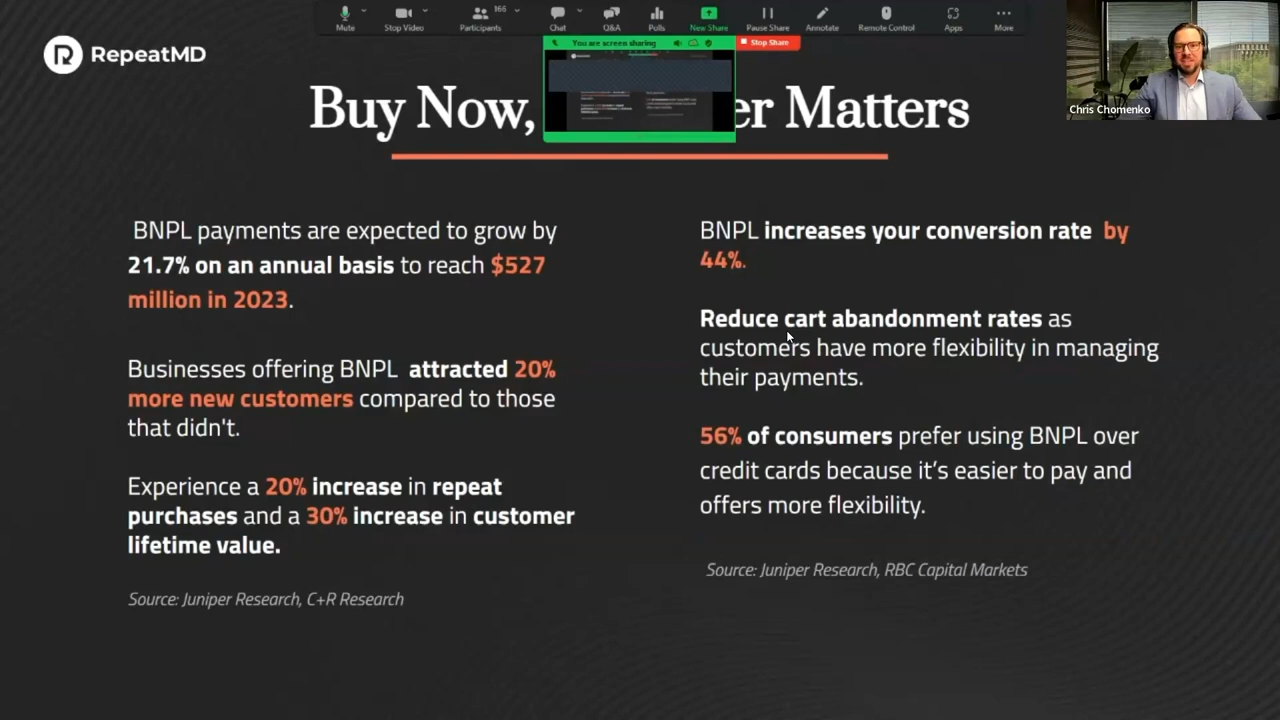 Mute
Stop Video
Participants
166
Chat
Q&A
Polls
New Share
Pause Share
Annotate
Remote Control
Apps
More
You are screen sharing
Stop Share
RepeatMD
Chris Chomenko
Buy Now, er Matters
BNPL payments are expected to grow by
21.7% on an annual basis to reach $527
million in 2023.
Businesses offering BNPL attracted 20%
more new customers compared to those
that didn't.
Experience a 20% increase in repeat
purchases and a 30% increase in customer
lifetime value.
Source: Juniper Research, C+R Research
BNPL increases your conversion rate by
44%.
Reduce cart abandonment rates as
customers have more flexibility in managing
their payments.
56% of consumers prefer using BNPL over
credit cards because it’s easier to pay and
offers more flexibility.
Source: Juniper Research, RBC Capital Markets